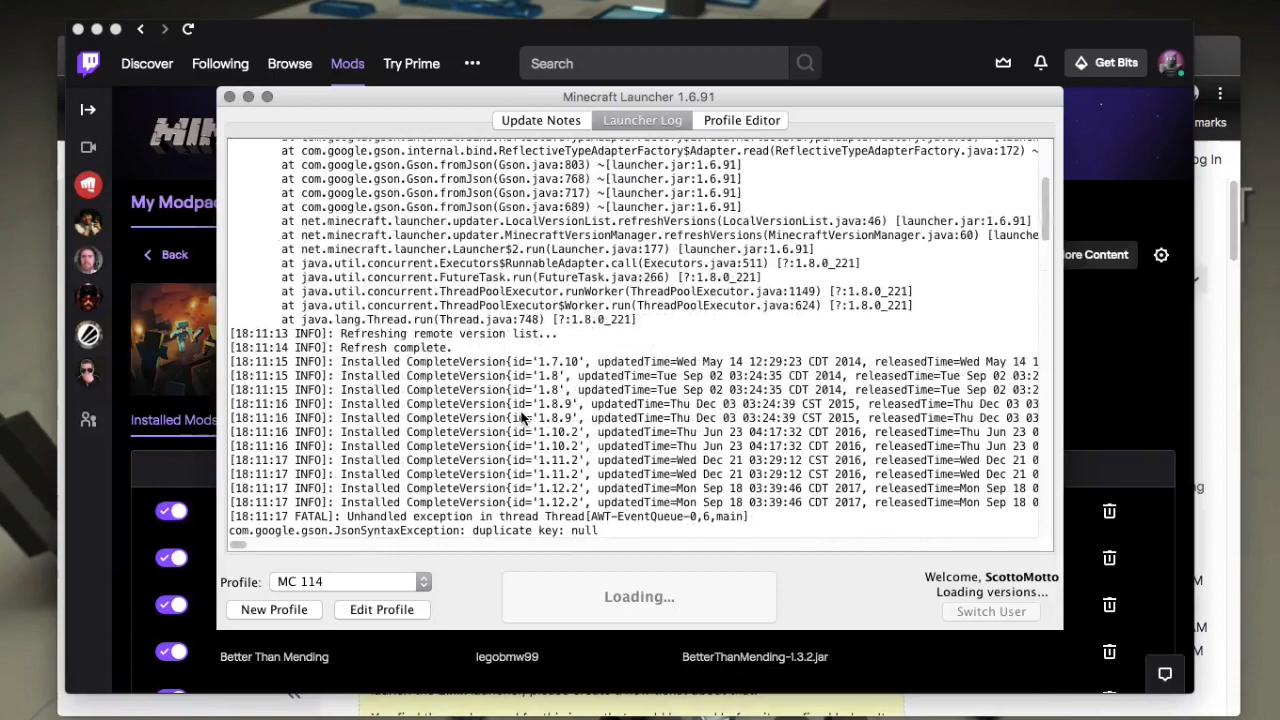 Discover Following Browse Mods Try Prime ••• Search Get Bits
Minecraft Launcher 1.6.91
marks
Update Notes Launcher Log Profile Editor
at com.google.gson.internal.bind.ReflectiveTypeAdapterFactory$Adapter.read(ReflectiveTypeAdapterFactory.java:172) ~
og In
at com.google.gson.Gson.fromJson(Gson.java:803) ~[launcher.jar:1.6.91]
at com.google.gson.Gson.fromJson(Gson.java:768) ~[launcher.jar:1.6.91]
at com.google.gson.Gson.fromJson(Gson.java:717) ~[launcher.jar:1.6.91]
My Modpa
at com.google.gson.Gson.fromJson(Gson.java:689) ~[launcher.jar:1.6.91]
at net.minecraft.launcher.updater.LocalVersionList.refreshVersions(LocalVersionList.java:46) [launcher.jar:1.6.91]
at net.minecraft.launcher.updater.MinecraftVersionManager.refreshVersions(MinecraftVersionManager.java:60) [launche
at net.minecraft.launcher.Launcher$2.run(Launcher.java:177) [launcher.jar:1.6.91]
Back
ore Content
at java.util.concurrent.Executors$RunnableAdapter.call(Executors.java:511) [?:1.8.0_221]
at java.util.concurrent.FutureTask.run(FutureTask.java:266) [?:1.8.0_221]
at java.util.concurrent.ThreadPoolExecutor.runWorker(ThreadPoolExecutor.java:1149) [?:1.8.0_221]
at java.util.concurrent.ThreadPoolExecutor$Worker.run(ThreadPoolExecutor.java:624) [?:1.8.0_221]
at java.lang.Thread.run(Thread.java:748) [?:1.8.0_221]
[18:11:13 INFO]: Refreshing remote version list...
[18:11:14 INFO]: Refresh complete.
[18:11:15 INFO]: Installed CompleteVersion{id='1.7.10', updatedTime=Wed May 14 12:29:23 CDT 2014, releasedTime=Wed May 14 1
[18:11:15 INFO]: Installed CompleteVersion{id='1.8', updatedTime=Tue Sep 02 03:24:35 CDT 2014, releasedTime=Tue Sep 02 03:2
[18:11:15 INFO]: Installed CompleteVersion{id='1.8', updatedTime=Tue Sep 02 03:24:35 CDT 2014, releasedTime=Tue Sep 02 03:2
[18:11:16 INFO]: Installed CompleteVersion{id='1.8.9', updatedTime=Thu Dec 03 03:24:39 CST 2015, releasedTime=Thu Dec 03 03
[18:11:16 INFO]: Installed CompleteVersion{id='1.8.9', updatedTime=Thu Dec 03 03:24:39 CST 2015, releasedTime=Thu Dec 03 03:
Installed Mods
[18:11:16 INFO]: Installed CompleteVersion{id='1.10.2', updatedTime=Thu Jun 23 04:17:32 CDT 2016, releasedTime=Thu Jun 23 0
[18:11:16 INFO]: Installed CompleteVersion{id='1.10.2', updatedTime=Thu Jun 23 04:17:32 CDT 2016, releasedTime=Thu Jun 23 0
[18:11:17 INFO]: Installed CompleteVersion{id='1.11.2', updatedTime=Wed Dec 21 03:29:12 CST 2016, releasedTime=Wed Dec 21 0
[18:11:17 INFO]: Installed CompleteVersion{id='1.11.2', updatedTime=Wed Dec 21 03:29:12 CST 2016, releasedTime=Wed Dec 21 0
[18:11:17 INFO]: Installed CompleteVersion{id='1.12.2', updatedTime=Mon Sep 18 03:39:46 CDT 2017, releasedTime=Mon Sep 18 0
[18:11:17 INFO]: Installed CompleteVersion{id='1.12.2', updatedTime=Mon Sep 18 03:39:46 CDT 2017, releasedTime=Mon Sep 18 0
[18:11:17 FATAL]: Unhandled exception in thread Thread[AWT-EventQueue-0,6,main]
com.google.gson.JsonSyntaxException: duplicate key: null
Profile: MC 114
Loading...
Welcome, ScottoMotto
Loading versions...
New Profile Edit Profile
Switch User
Better Than Mending legobmw99 BetterThanMending-1.3.2.jar